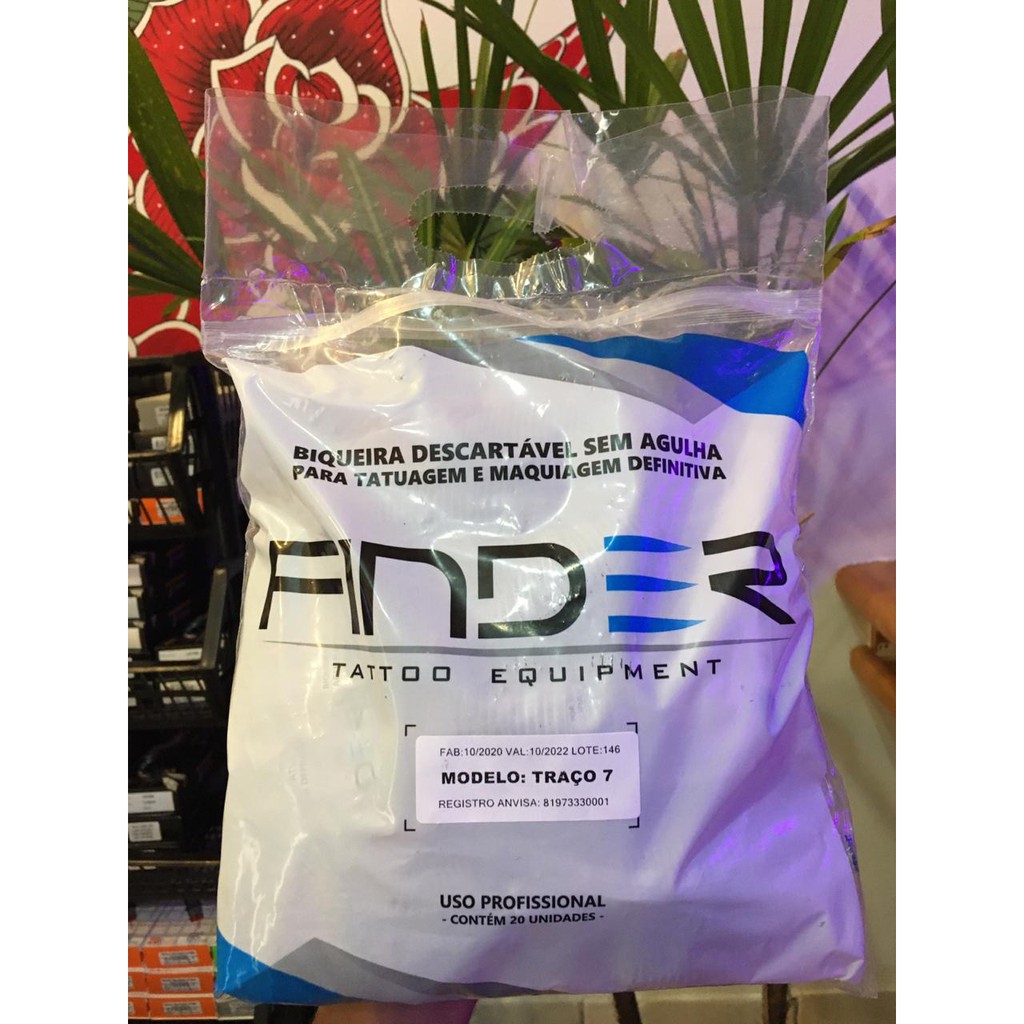 BIQUEIRA DESCARTÁVEL SEM AGULHA
PARA TATUAGEM E MAQUIAGEM DEFINITIVA
ANDER
TATTOO EQUIPMENT
FAB:10/2020 VAL:10/2022 LOTE:146
MODELO: TRAÇO 7
REGISTRO ANVISA: 81973330001
USO PROFISSIONAL
- CONTÉM 20 UNIDADES -